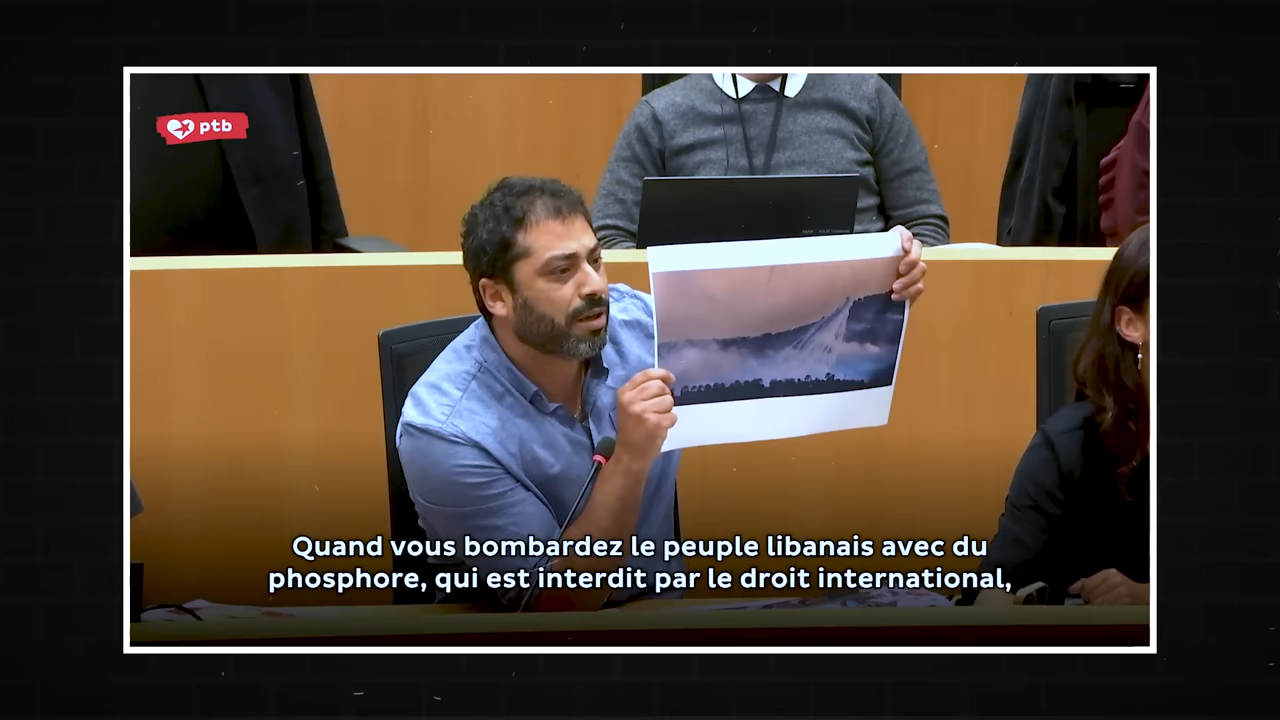 ptb
Quand vous bombardez le peuple libanais avec du
phosphore, qui est interdit par le droit international,